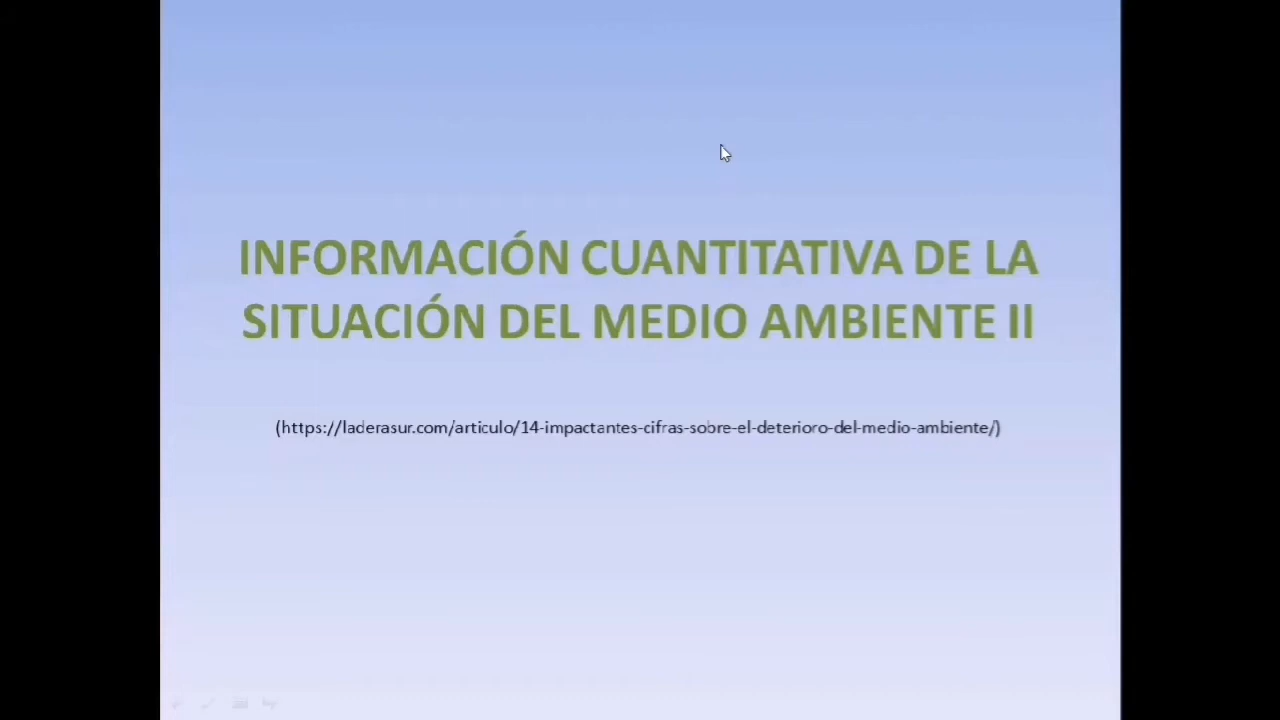 INFORMACIÓN CUANTITATIVA DE LA
SITUACIÓN DEL MEDIO AMBIENTE II
(https://laderasur.com/articulo/14-impactantes-cifras-sobre-el-deterioro-del-medio-ambiente/)